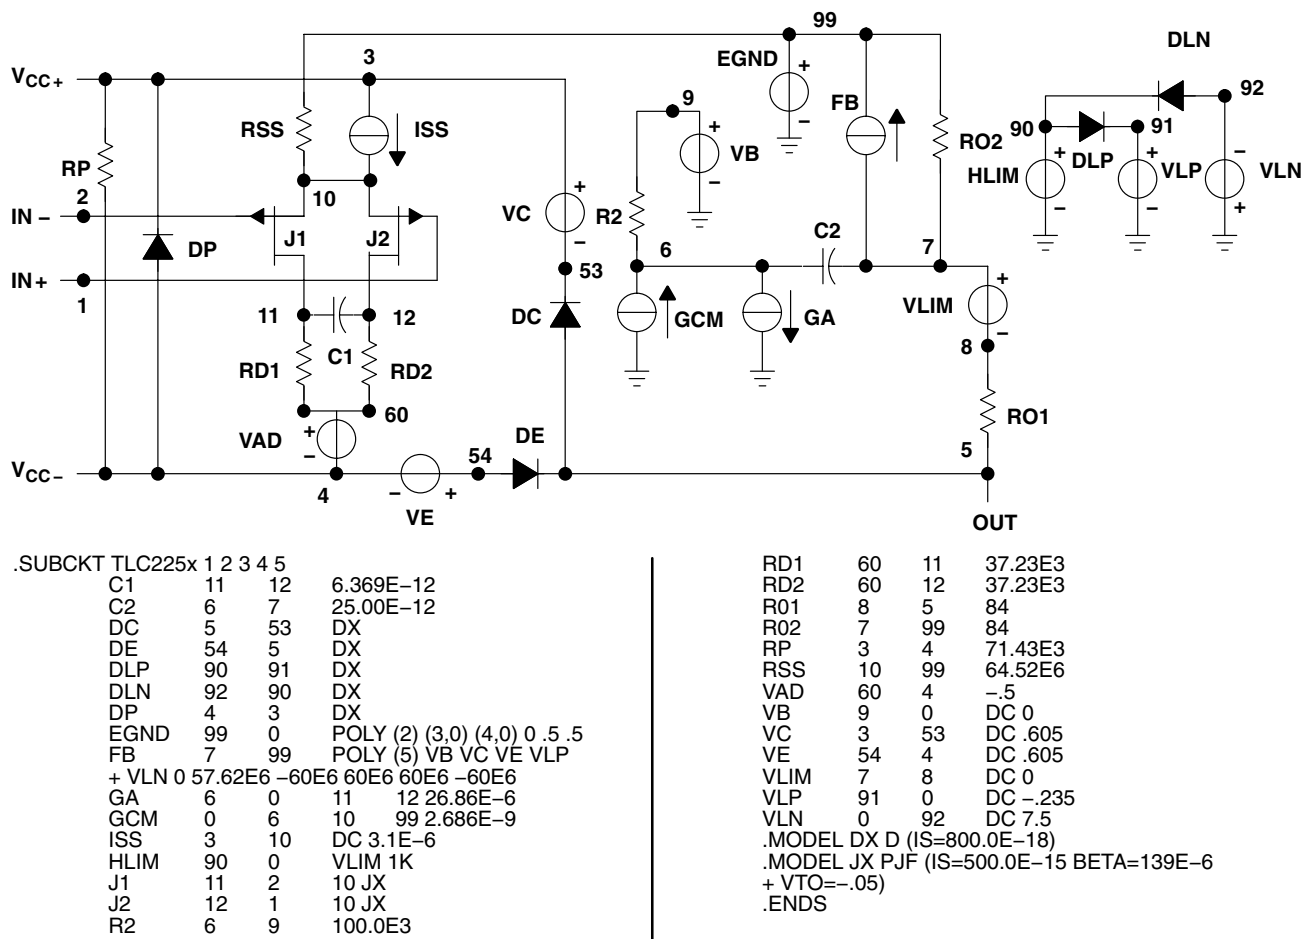 99
DLN
3
EGND
+
VCC+
92
9
FB
RSS
ISS
+
90
91
RO2
VB
RP
DLP
HLIM
VLP
VLN
10
2
IN−
VC
R2
C2
J1
J2
DP
6
7
IN+
53
1
VLIM
11
12
DC
GCM
GA
C1
8
RD1
RD2
60
RO1
VAD
DE
5
54
VCC−
4
VE
OUT
.SUBCKT TLC225x 1 2 3 4 5
C1 11 12 6.369E−12
C2 6 7 25.00E−12
DC 5 53 DX
DE 54 5 DX
DLP 90 91 DX
DLN 92 90 DX
DP 4 3 DX
EGND 99 0 POLY (2) (3,0) (4,0) 0 .5 .5
FB 7 99 POLY (5) VB VC VE VLP
+ VLN 0 57.62E6 −60E6 60E6 60E6 −60E6
GA 6 0 11 12 26.86E−6
GCM 0 6 10 99 2.686E−9
ISS 3 10 DC 3.1E−6
HLIM 90 0 VLIM 1K
J1 11 2 10 JX
J2 12 1 10 JX
R2 6 9 100.0E3
RD1 60 11 37.23E3
RD2 60 12 37.23E3
R01 8 5 84
R02 7 99 84
RP 3 4 71.43E3
RSS 10 99 64.52E6
VAD 60 4 −.5
VB 9 0 DC 0
VC 3 53 DC .605
VE 54 4 DC .605
VLIM 7 8 DC 0
VLP 91 0 DC −.235
VLN 0 92 DC 7.5
.MODEL DX D (IS=800.0E−18)
.MODEL JX PJF (IS=500.0E−15 BETA=139E−6
+ VTO=−.05)
.ENDS